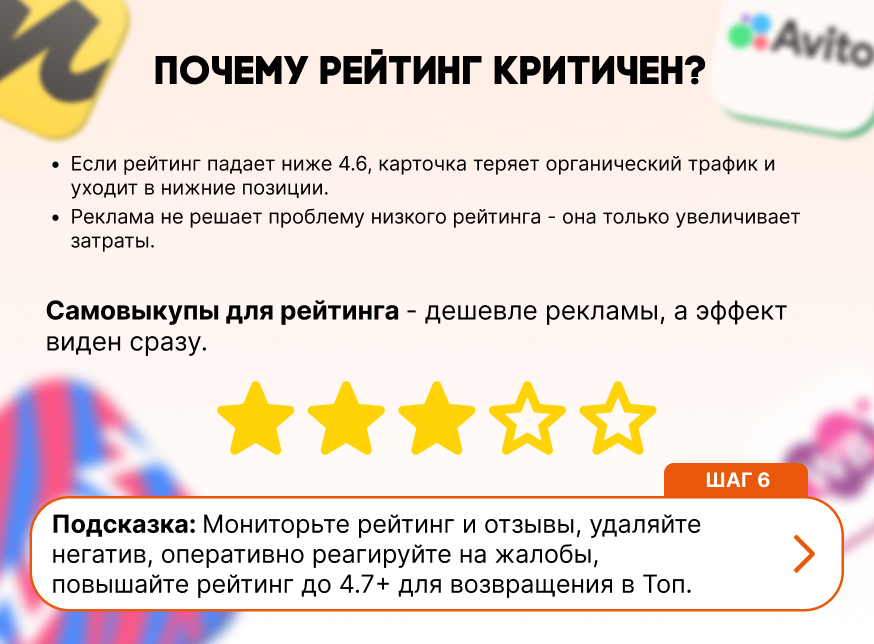 Avito
ПОЧЕМУ РЕЙТИНГ КРИТИЧЕН?
• Если рейтинг падает ниже 4.6, карточка теряет органический трафик и
уходит в нижние позиции.
• Реклама не решает проблему низкого рейтинга - она только увеличивает
затраты.
Самовыкупы для рейтинга - дешевле рекламы, а эффект
виден сразу.
WB
ШАГ 6
Подсказка: Мониторьте рейтинг и отзывы, удаляйте
негатив, оперативно реагируйте на жалобы,
повышайте рейтинг до 4.7+ для возвращения в Топ.